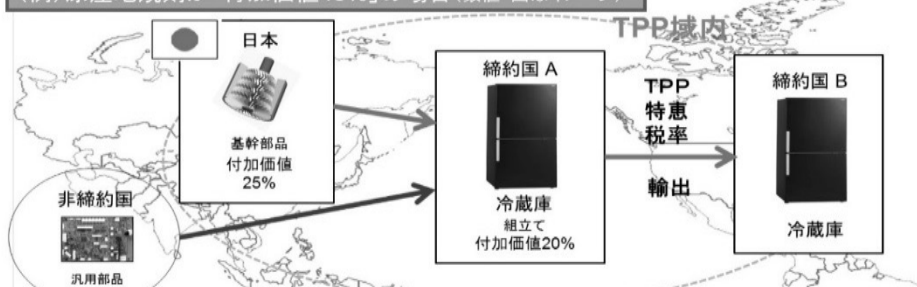 TPP域内
日本
基幹部品
付加価値
25%
非締約国
汎用部品
締約国 A
冷蔵庫
組立て
付加価値20%
TPP
特恵
税率
輸出
締約国 B
冷蔵庫